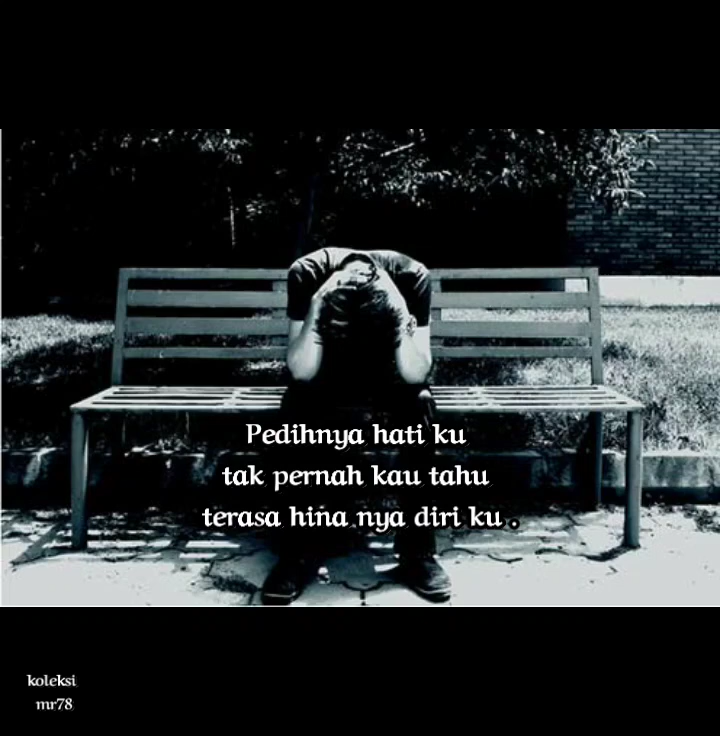 Pedihnya hati ku
tak pernah kau tahu
terasa hina nya diri ku .
koleksi
mr78